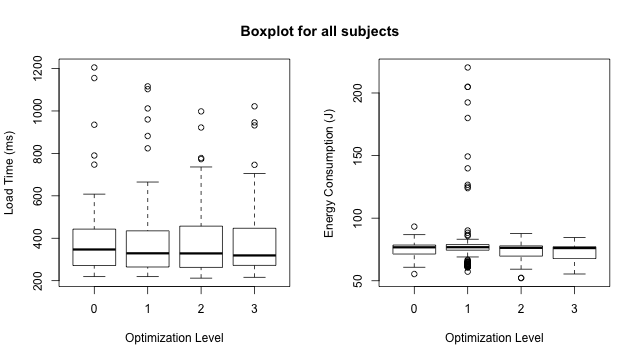 Boxplot for all subjects
Load Time (ms)
200 400 600 800 1000 1200
0 1 2 3
Optimization Level
Energy Consumption (J)
50 100 150 200
0 1 2 3
Optimization Level